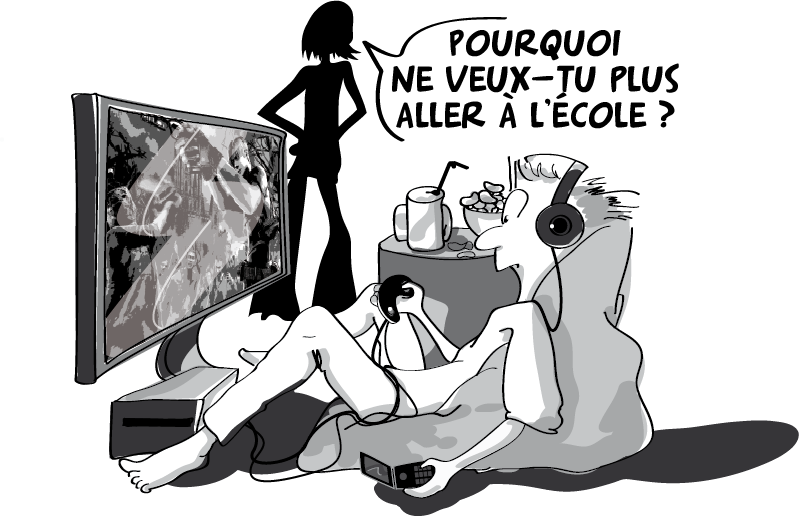 POURQUOI
NE VEUX-TU PLUS
ALLER À L'ÉCOLE ?